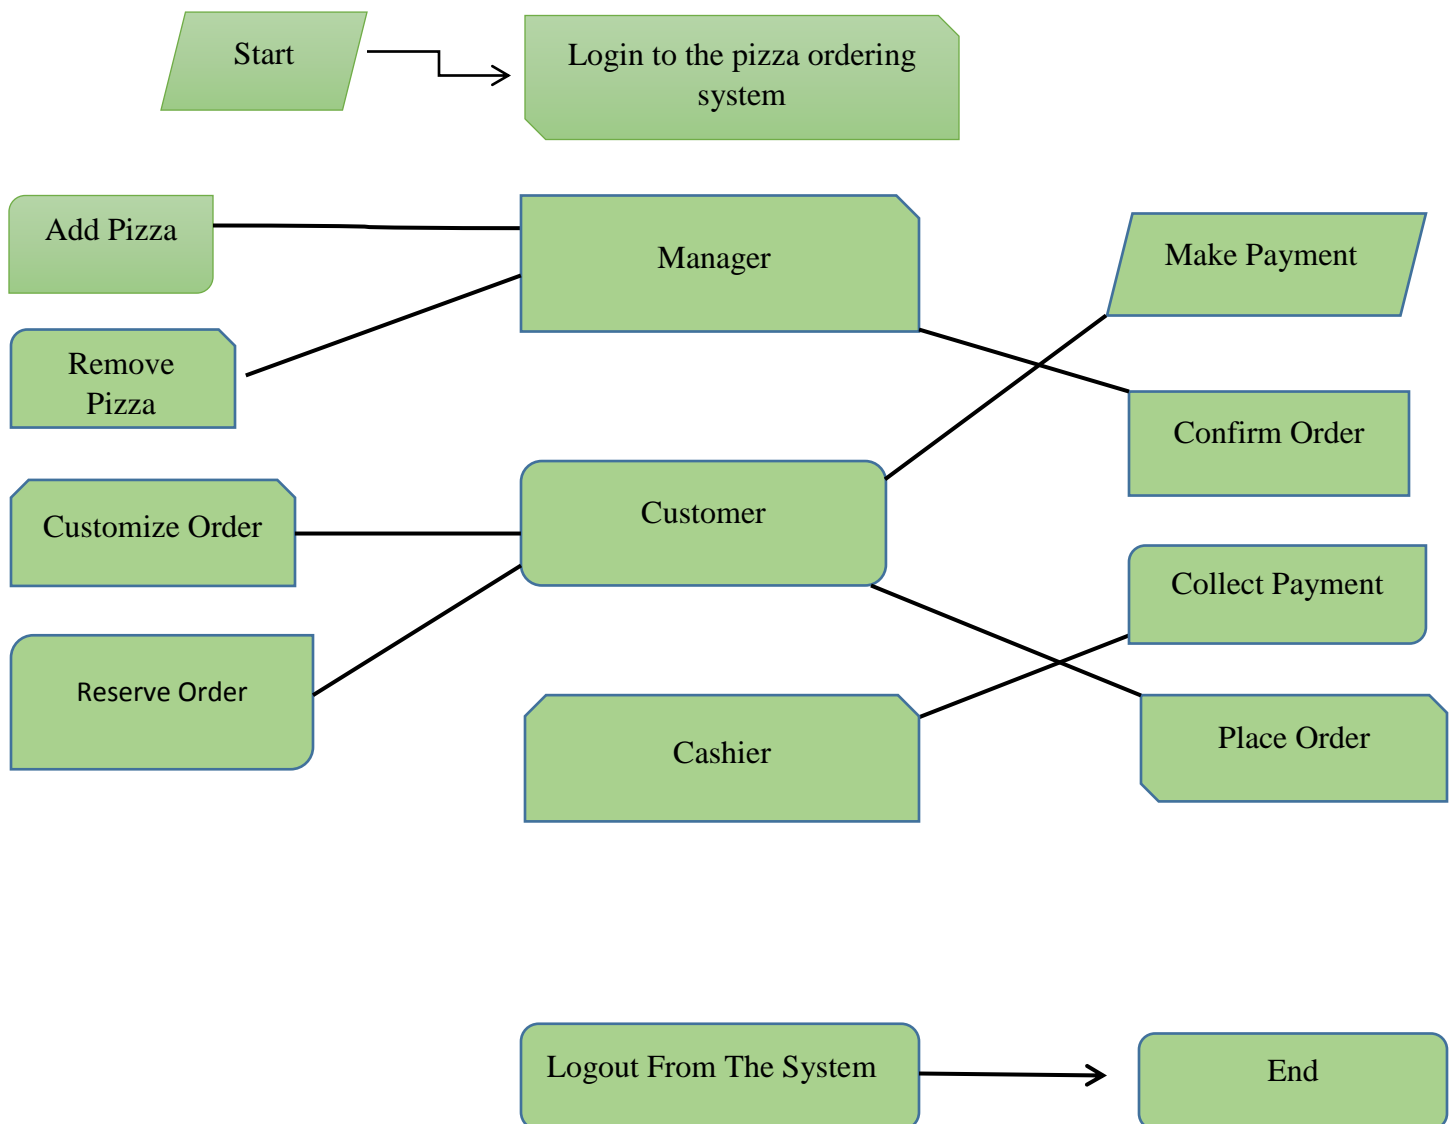 Start
Login to the pizza ordering
system
Add Pizza
Manager
Make Payment
Remove
Pizza
Confirm Order
Customize Order
Customer
Collect Payment
Reserve Order
Cashier
Place Order
Logout From The System
End